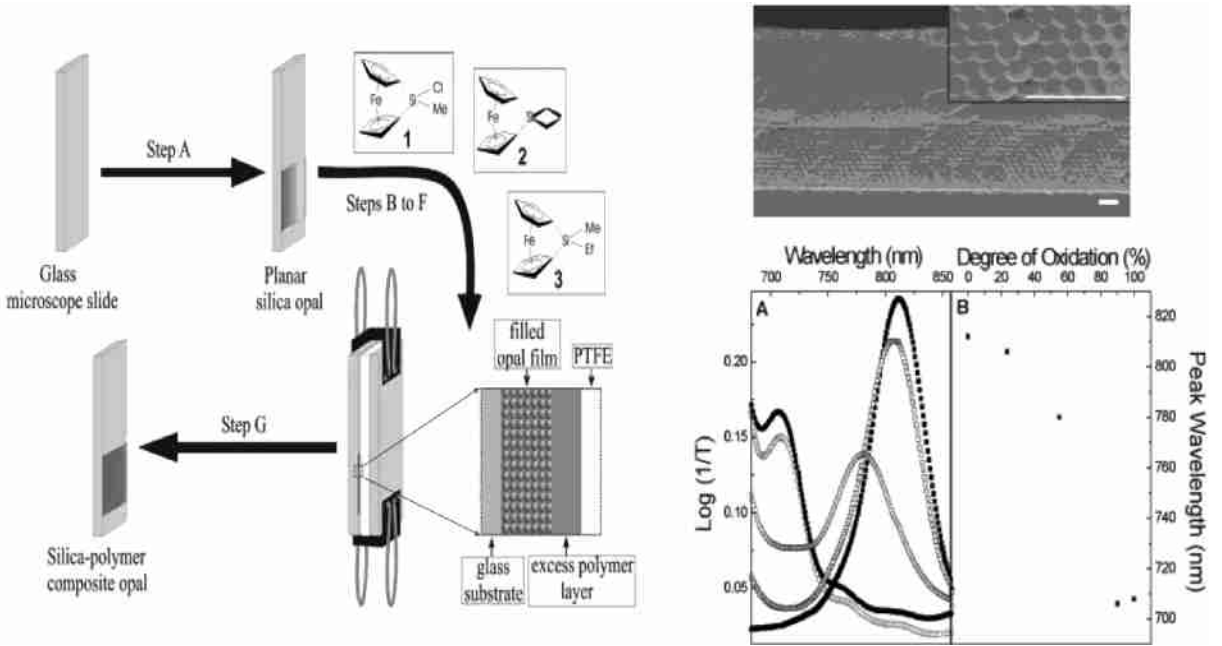 Fe
Si
Cl
Me
1
Fe
Si
2
Step A
Steps B to F
Fe
Si
Me
Et
3
Glass
microscope slide
Planar
silica opal
filled
opal film
PTFE
Step G
Silica-polymer
composite opal
glass
substrate
excess polymer
layer
Wavelength (nm)
700 750 800 850
Degree of Oxidation (%)
0 20 40 60 80 100
A
B
Log (1/T)
0.20
0.15
0.10
0.05
820
800
780
760
740
720
700
Peak Wavelength (nm)